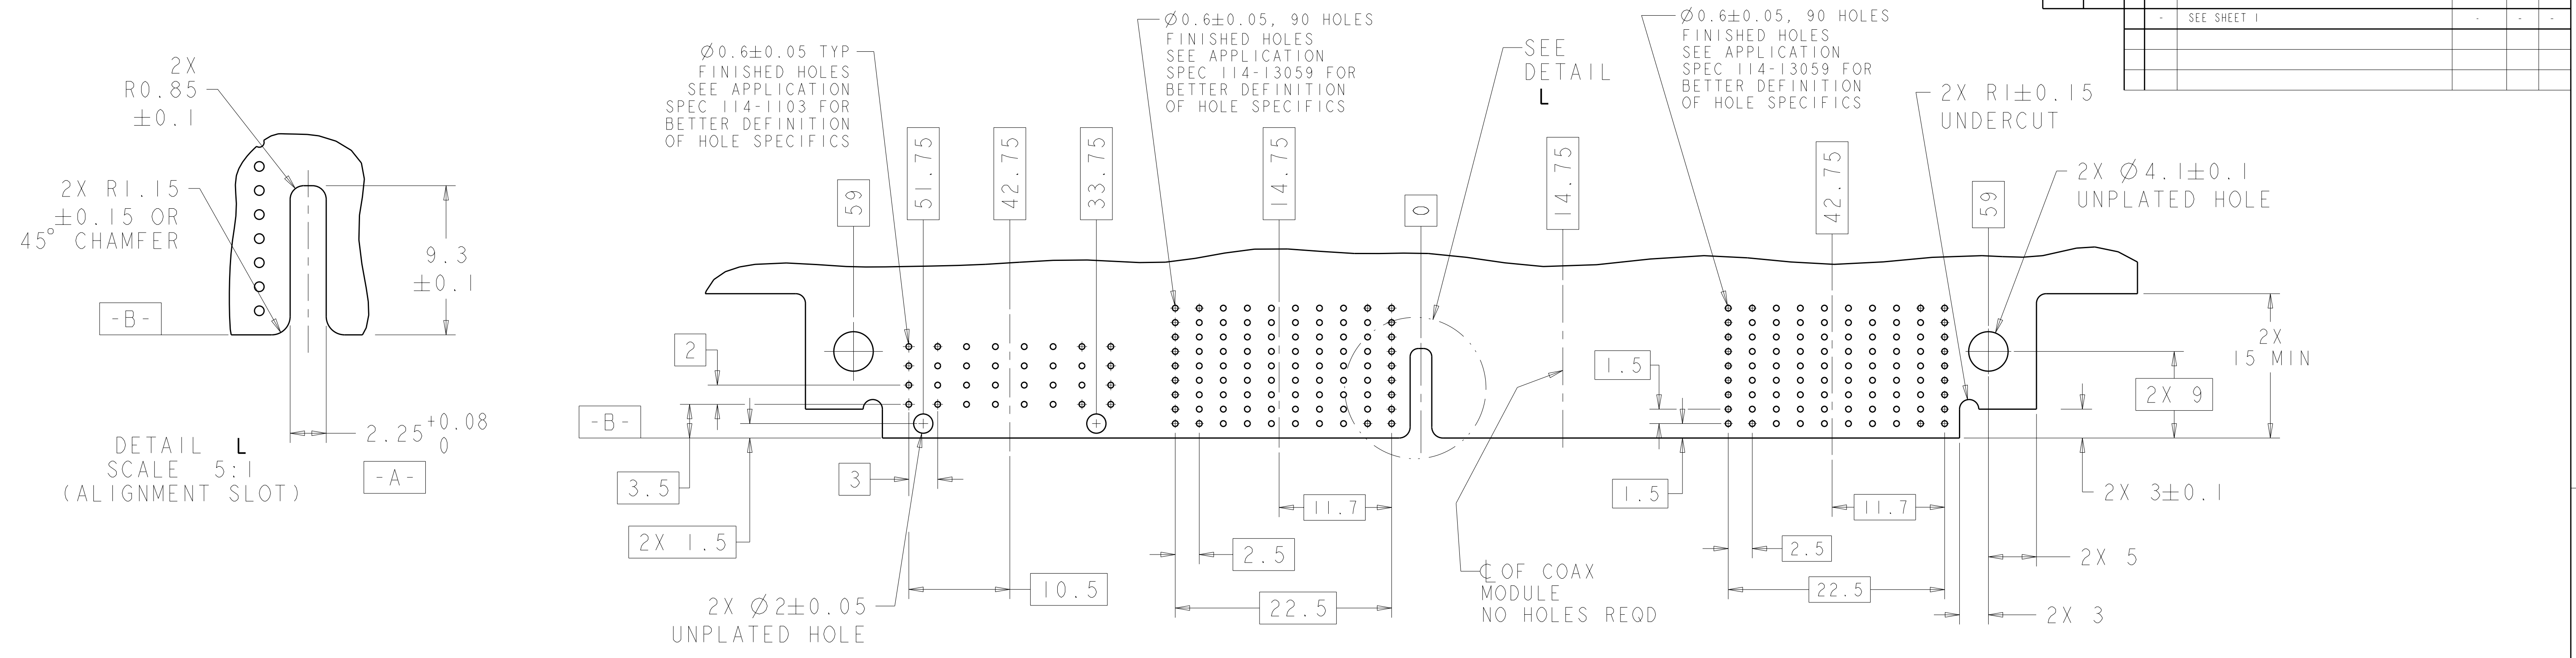 2X
R0.85
±0.1
2X R1.15
±0.15 OR
45° CHAMFER
-B-
9.3
±0.1
2.25 +0.08
0
-A-
DETAIL L
SCALE 5:1
(ALIGNMENT SLOT)
Ø0.6±0.05 TYP
FINISHED HOLES
SEE APPLICATION
SPEC 114-1103 FOR
BETTER DEFINITION
OF HOLE SPECIFICS
Ø0.6±0.05, 90 HOLES
FINISHED HOLES
SEE APPLICATION
SPEC 114-13059 FOR
BETTER DEFINITION
OF HOLE SPECIFICS
SEE
DETAIL
L
Ø0.6±0.05, 90 HOLES
FINISHED HOLES
SEE APPLICATION
SPEC 114-13059 FOR
BETTER DEFINITION
OF HOLE SPECIFICS
- SEE SHEET 1 - - -
2X R1±0.15
UNDERCUT
2X Ø4.1±0.1
UNPLATED HOLE
59
51.75
42.75
33.75
14.75
0
14.75
42.75
59
2
-B-
3.5
2X 1.5
3
10.5
2X Ø2±0.05
UNPLATED HOLE
11.7
2.5
22.5
℄ OF COAX
MODULE
NO HOLES REQD
1.5
1.5
11.7
2.5
22.5
2X
15 MIN
2X 9
2X 3±0.1
2X 5
2X 3